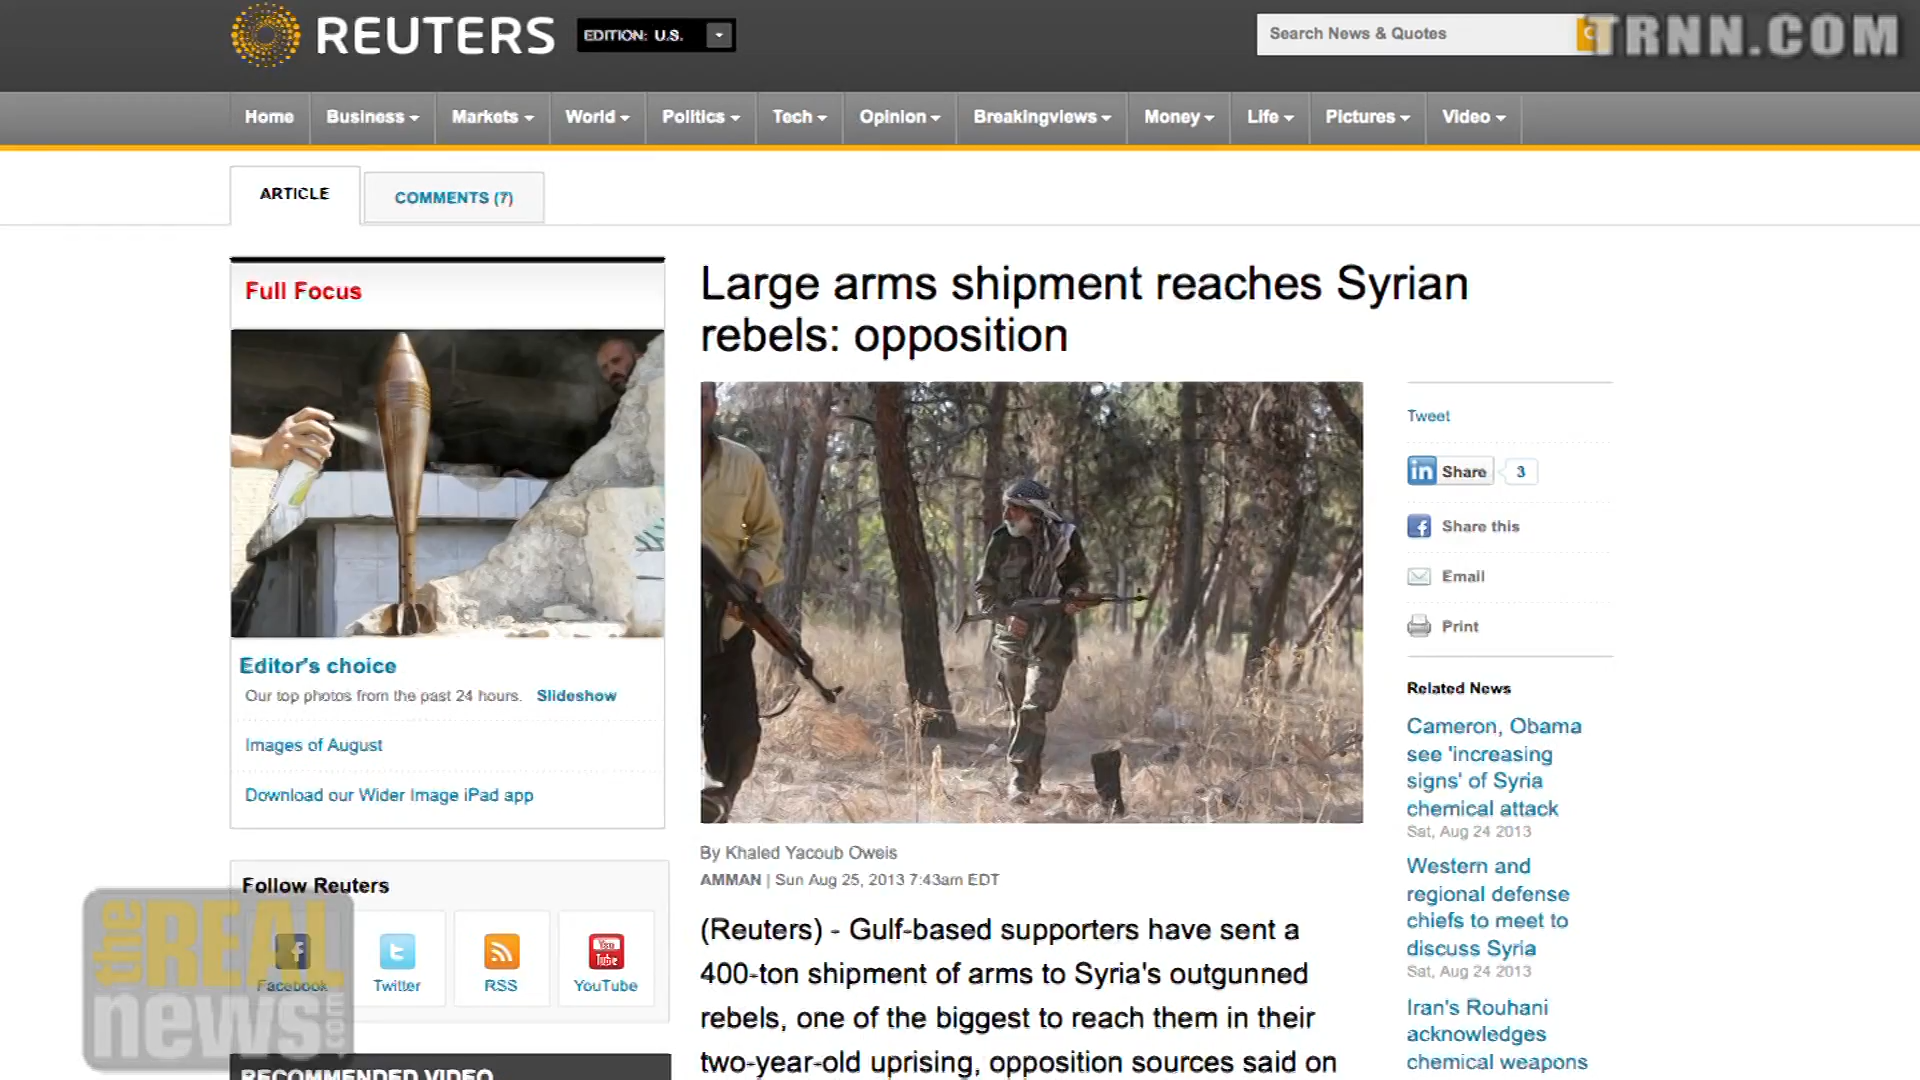 REUTERS
EDITION: U.S.
Search News & Quotes
TRNN.COM
Home
Business
Markets
World
Politics
Tech
Opinion
Breakingviews
Money
Life
Pictures
Video
ARTICLE
COMMENTS (7)
Full Focus
Editor's choice
Our top photos from the past 24 hours. Slideshow
Images of August
Download our Wider Image iPad app
Follow Reuters
Facebook
Twitter
RSS
You
Tube
YouTube
the REAL
news.com
RECOMMENDED VIDEO
Large arms shipment reaches Syrian
rebels: opposition
By Khaled Yacoub Oweis
AMMAN | Sun Aug 25, 2013 7:43am EDT
(Reuters) - Gulf-based supporters have sent a
400-ton shipment of arms to Syria's outgunned
rebels, one of the biggest to reach them in their
two-year-old uprising, opposition sources said on
Tweet
in Share 3
Share this
Email
Print
Related News
Cameron, Obama
see 'increasing
signs' of Syria
chemical attack
Sat, Aug 24 2013
Western and
regional defense
chiefs to meet to
discuss Syria
Sat, Aug 24 2013
Iran's Rouhani
acknowledges
chemical weapons